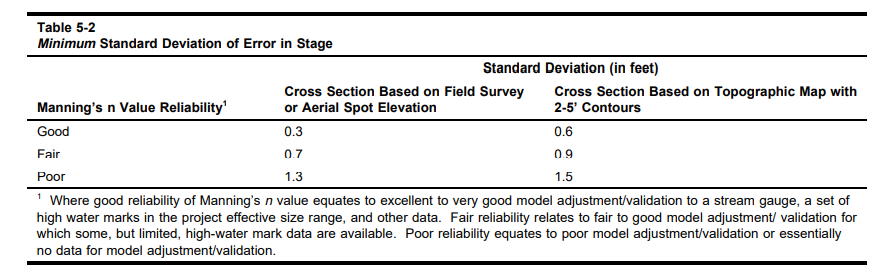 Table 5-2
Minimum Standard Deviation of Error in Stage
Standard Deviation (in feet)
Manning's n Value Reliability1 Cross Section Based on Field Survey or Aerial Spot Elevation Cross Section Based on Topographic Map with 2-5' Contours
Good 0.3 0.6
Fair 0.7 0.9
Poor 1.3 1.5
1 Where good reliability of Manning's n value equates to excellent to very good model adjustment/validation to a stream gauge, a set of
high water marks in the project effective size range, and other data. Fair reliability relates to fair to good model adjustment/ validation for
which some, but limited, high-water mark data are available. Poor reliability equates to poor model adjustment/validation or essentially
no data for model adjustment/validation.